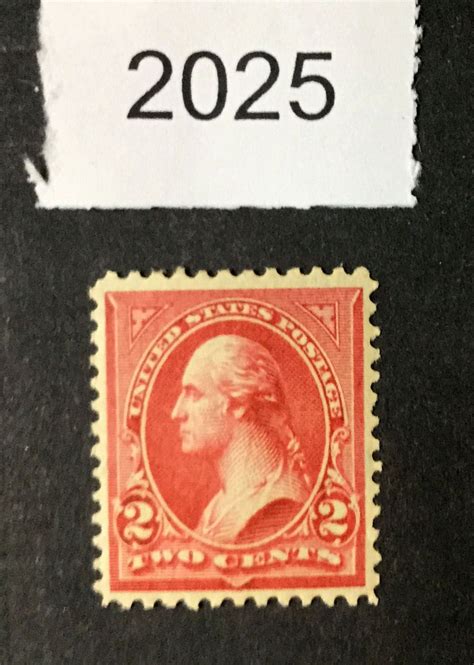 2025
UNITED STATES POSTAGE
2 2
TWO CENTS